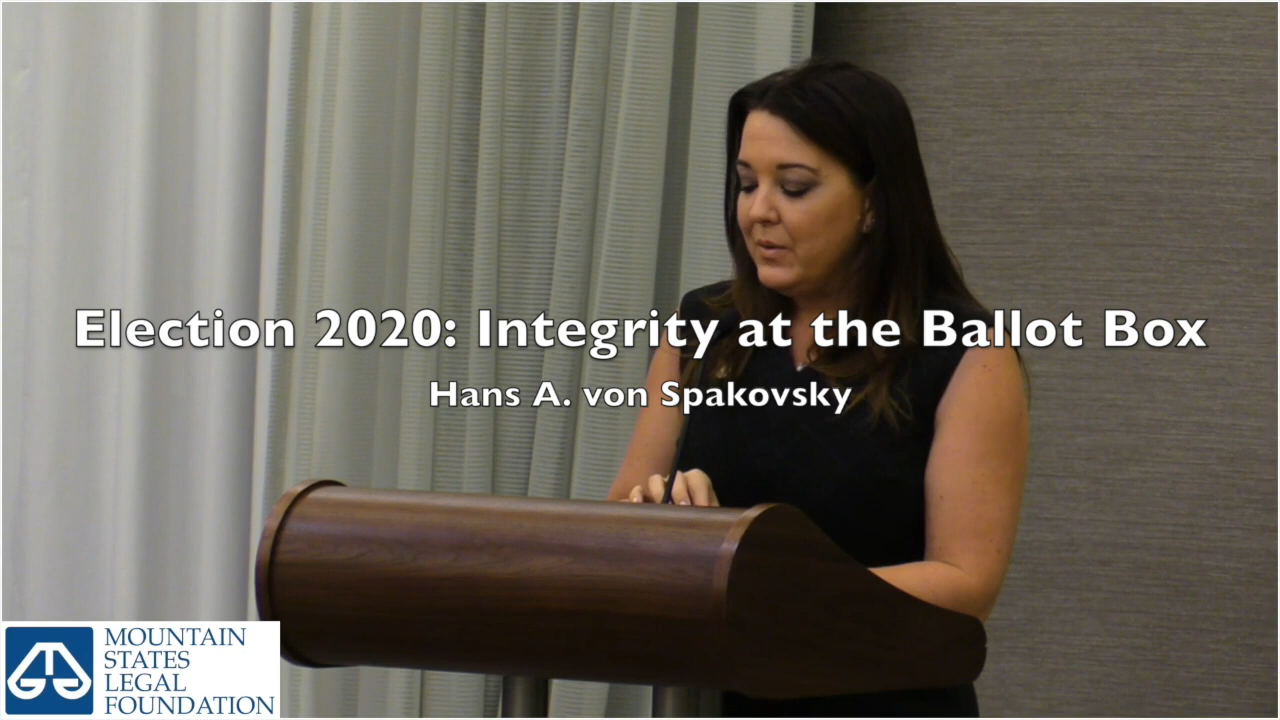 Election 2020: Integrity at the Ballot Box
Hans A. von Spakovsky
MOUNTAIN
STATES
LEGAL
FOUNDATION